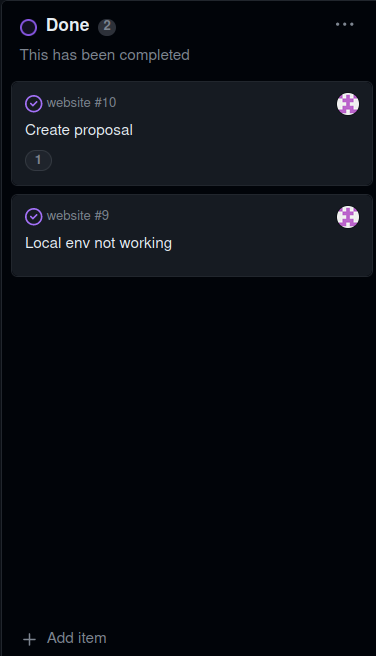 Done 2
This has been completed
website #10
Create proposal
1
website #9
Local env not working
Add item